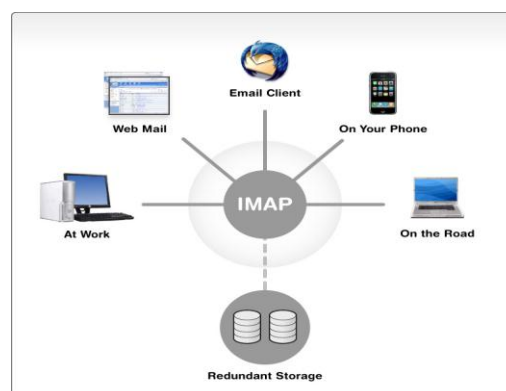 Email Client
Web Mail
On Your Phone
IMAP
At Work
On the Road
Redundant Storage